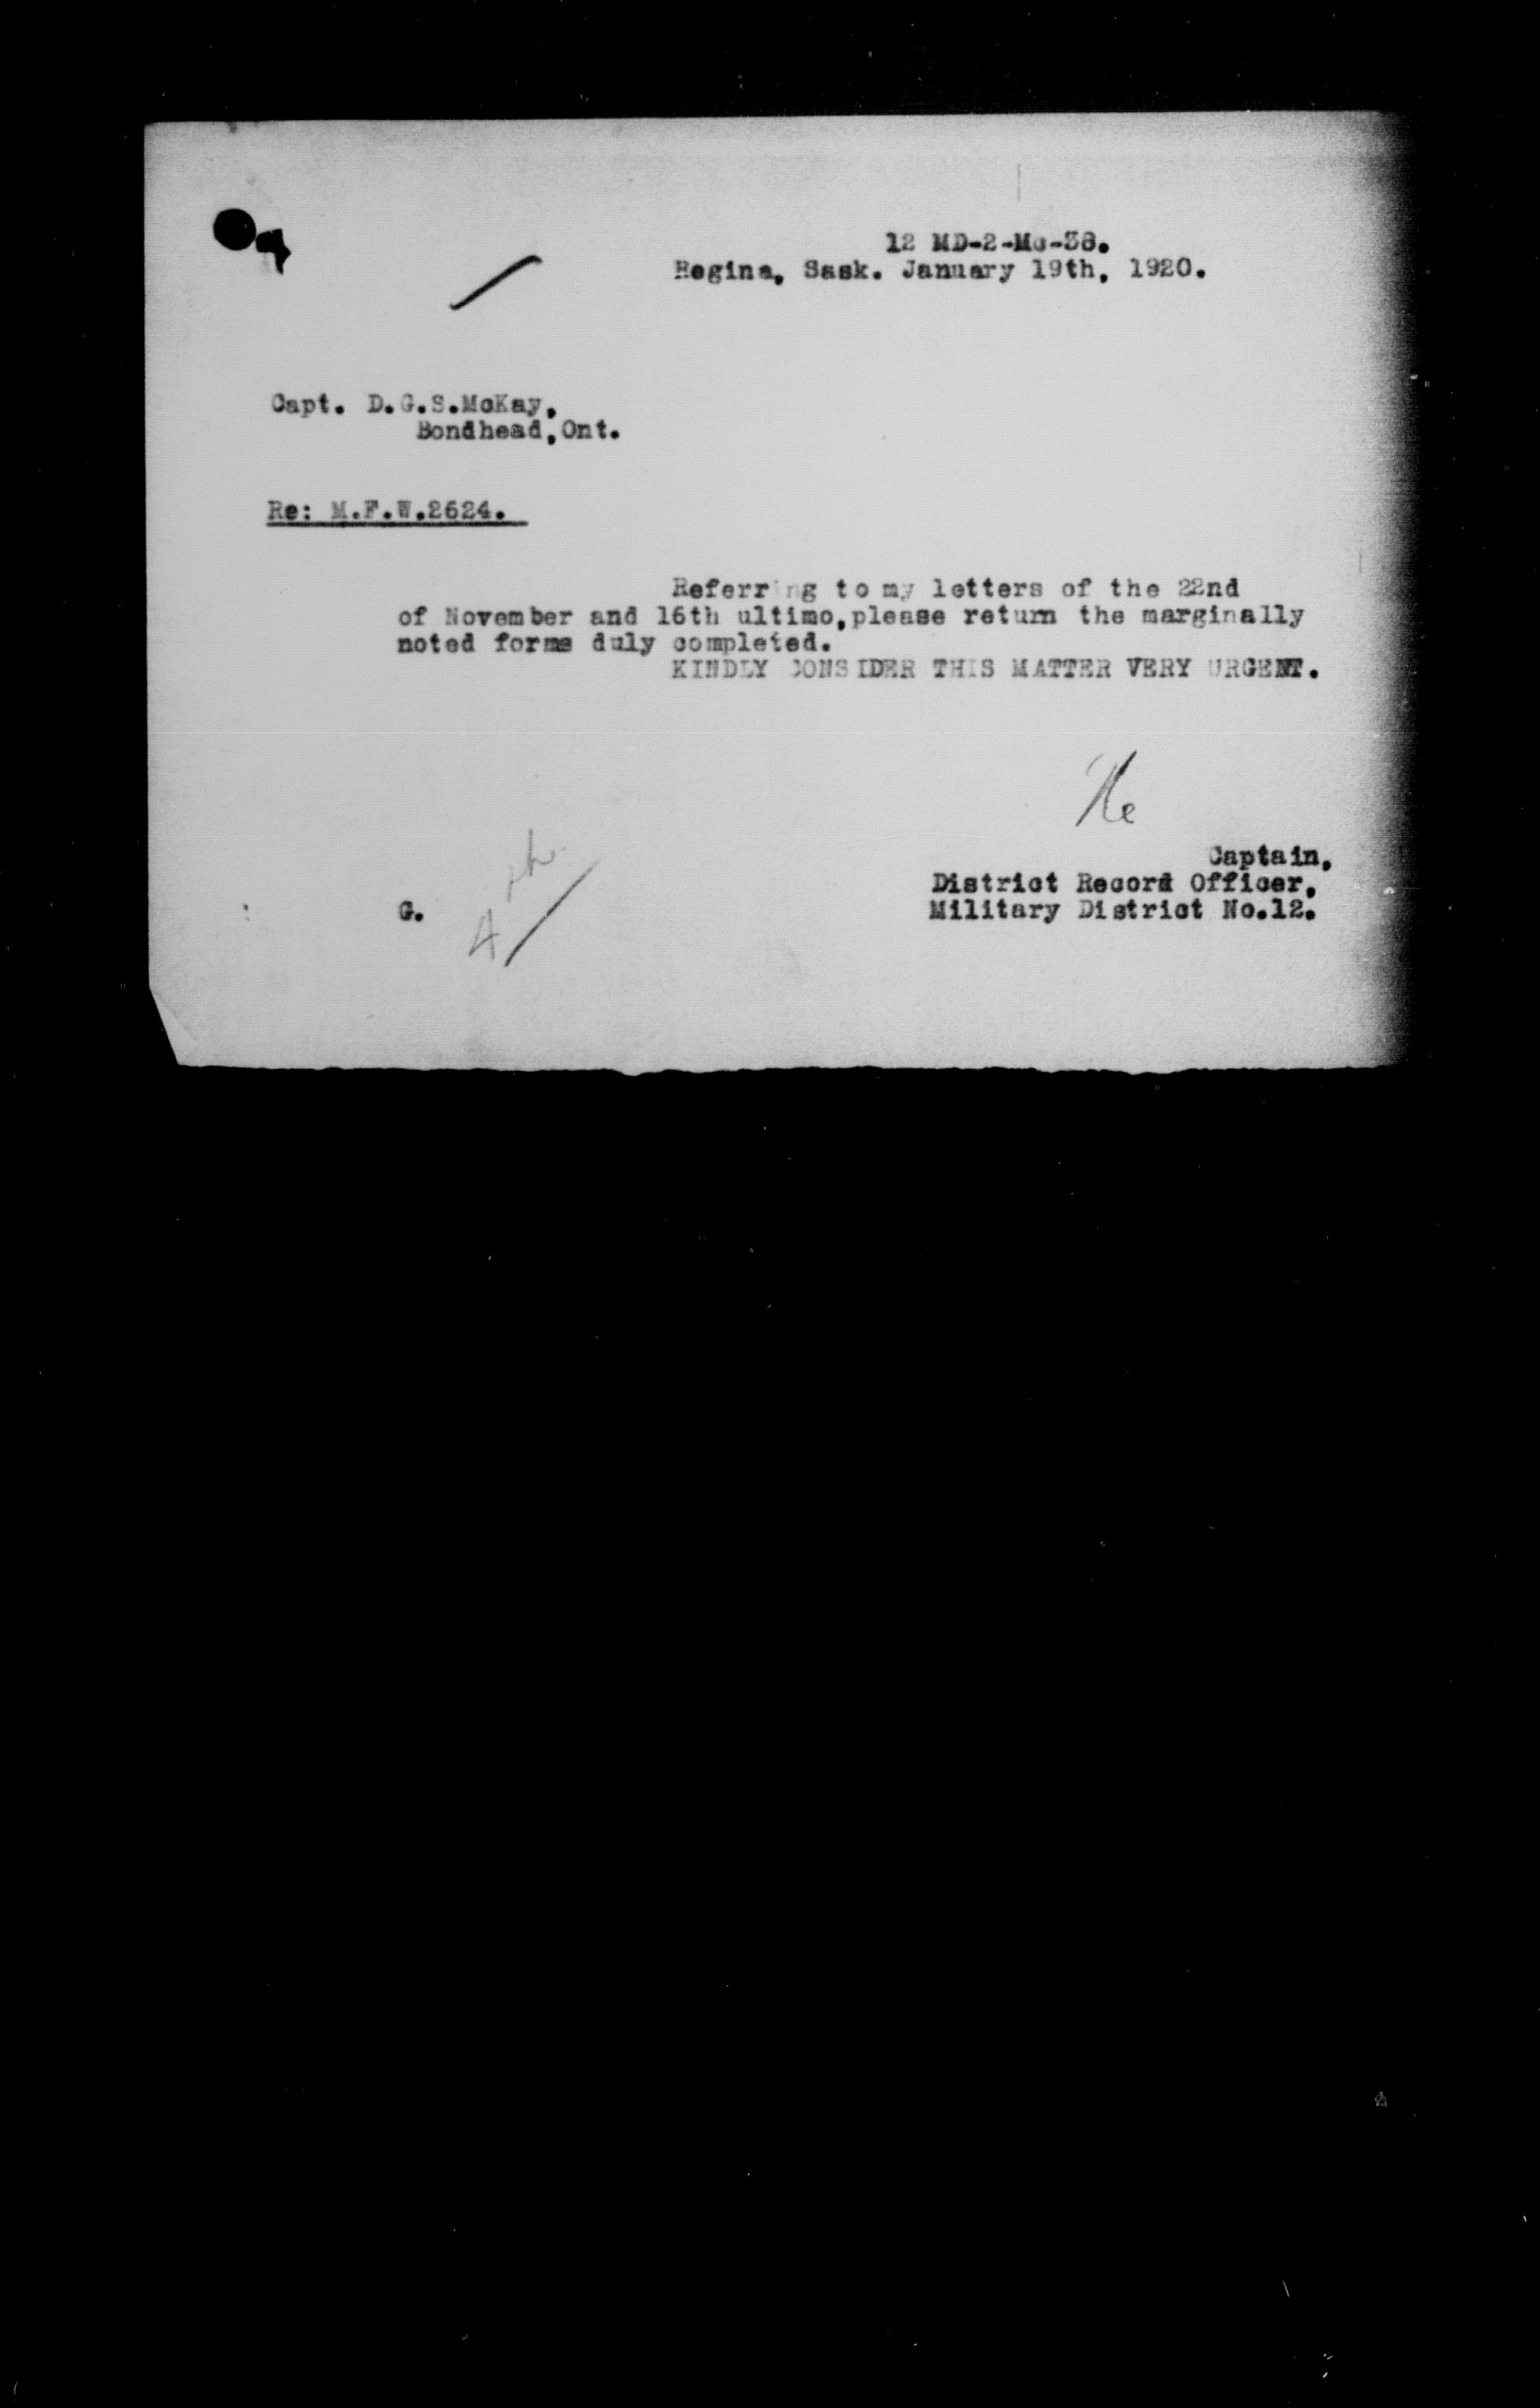 12 MD-2-Mc-38.
Regina, Sask. January 19th, 1920.
Capt. D.G.S.McKay,
Bondhead,Ont.
Re: M.F.W.2624.
Referring to my letters of the 22nd
of November and 16th ultimo,please return the marginally
noted forms duly completed.
KINDLY CONSIDER THIS MATTER VERY URGENT.
Captain,
District Record Officer,
Military District No.12.
G.